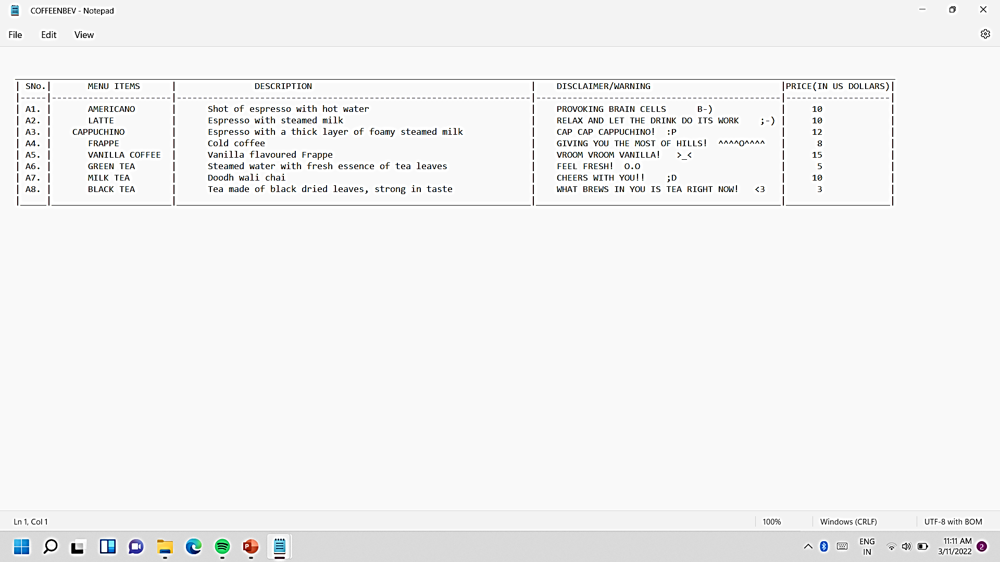 COFFEENBEV - Notepad
File Edit View
| SNo.| MENU ITEMS | DESCRIPTION | DISCLAIMER/WARNING |PRICE(IN US DOLLARS)|
| A1. | AMERICANO | Shot of espresso with hot water | PROVOKING BRAIN CELLS B-) | 10 |
| A2. | LATTE | Espresso with steamed milk | RELAX AND LET THE DRINK DO ITS WORK ;-) | 10 |
| A3. | CAPPUCHINO | Espresso with a thick layer of foamy steamed milk | CAP CAP CAPPUCHINO! :P | 12 |
| A4. | FRAPPE | Cold coffee | GIVING YOU THE MOST OF HILLS! ^^^^O^^^^ | 8 |
| A5. | VANILLA COFFEE | Vanilla flavoured Frappe | VROOM VROOM VANILLA! >_< | 15 |
| A6. | GREEN TEA | Steamed water with fresh essence of tea leaves | FEEL FRESH! O.O | 5 |
| A7. | MILK TEA | Doodh wali chai | CHEERS WITH YOU!! ;D | 10 |
| A8. | BLACK TEA | Tea made of black dried leaves, strong in taste | WHAT BREWS IN YOU IS TEA RIGHT NOW! <3 | 3 |
Ln 1, Col 1 100% Windows (CRLF) UTF-8 with BOM
ENG 11:11 AM
IN 3/11/2022 2